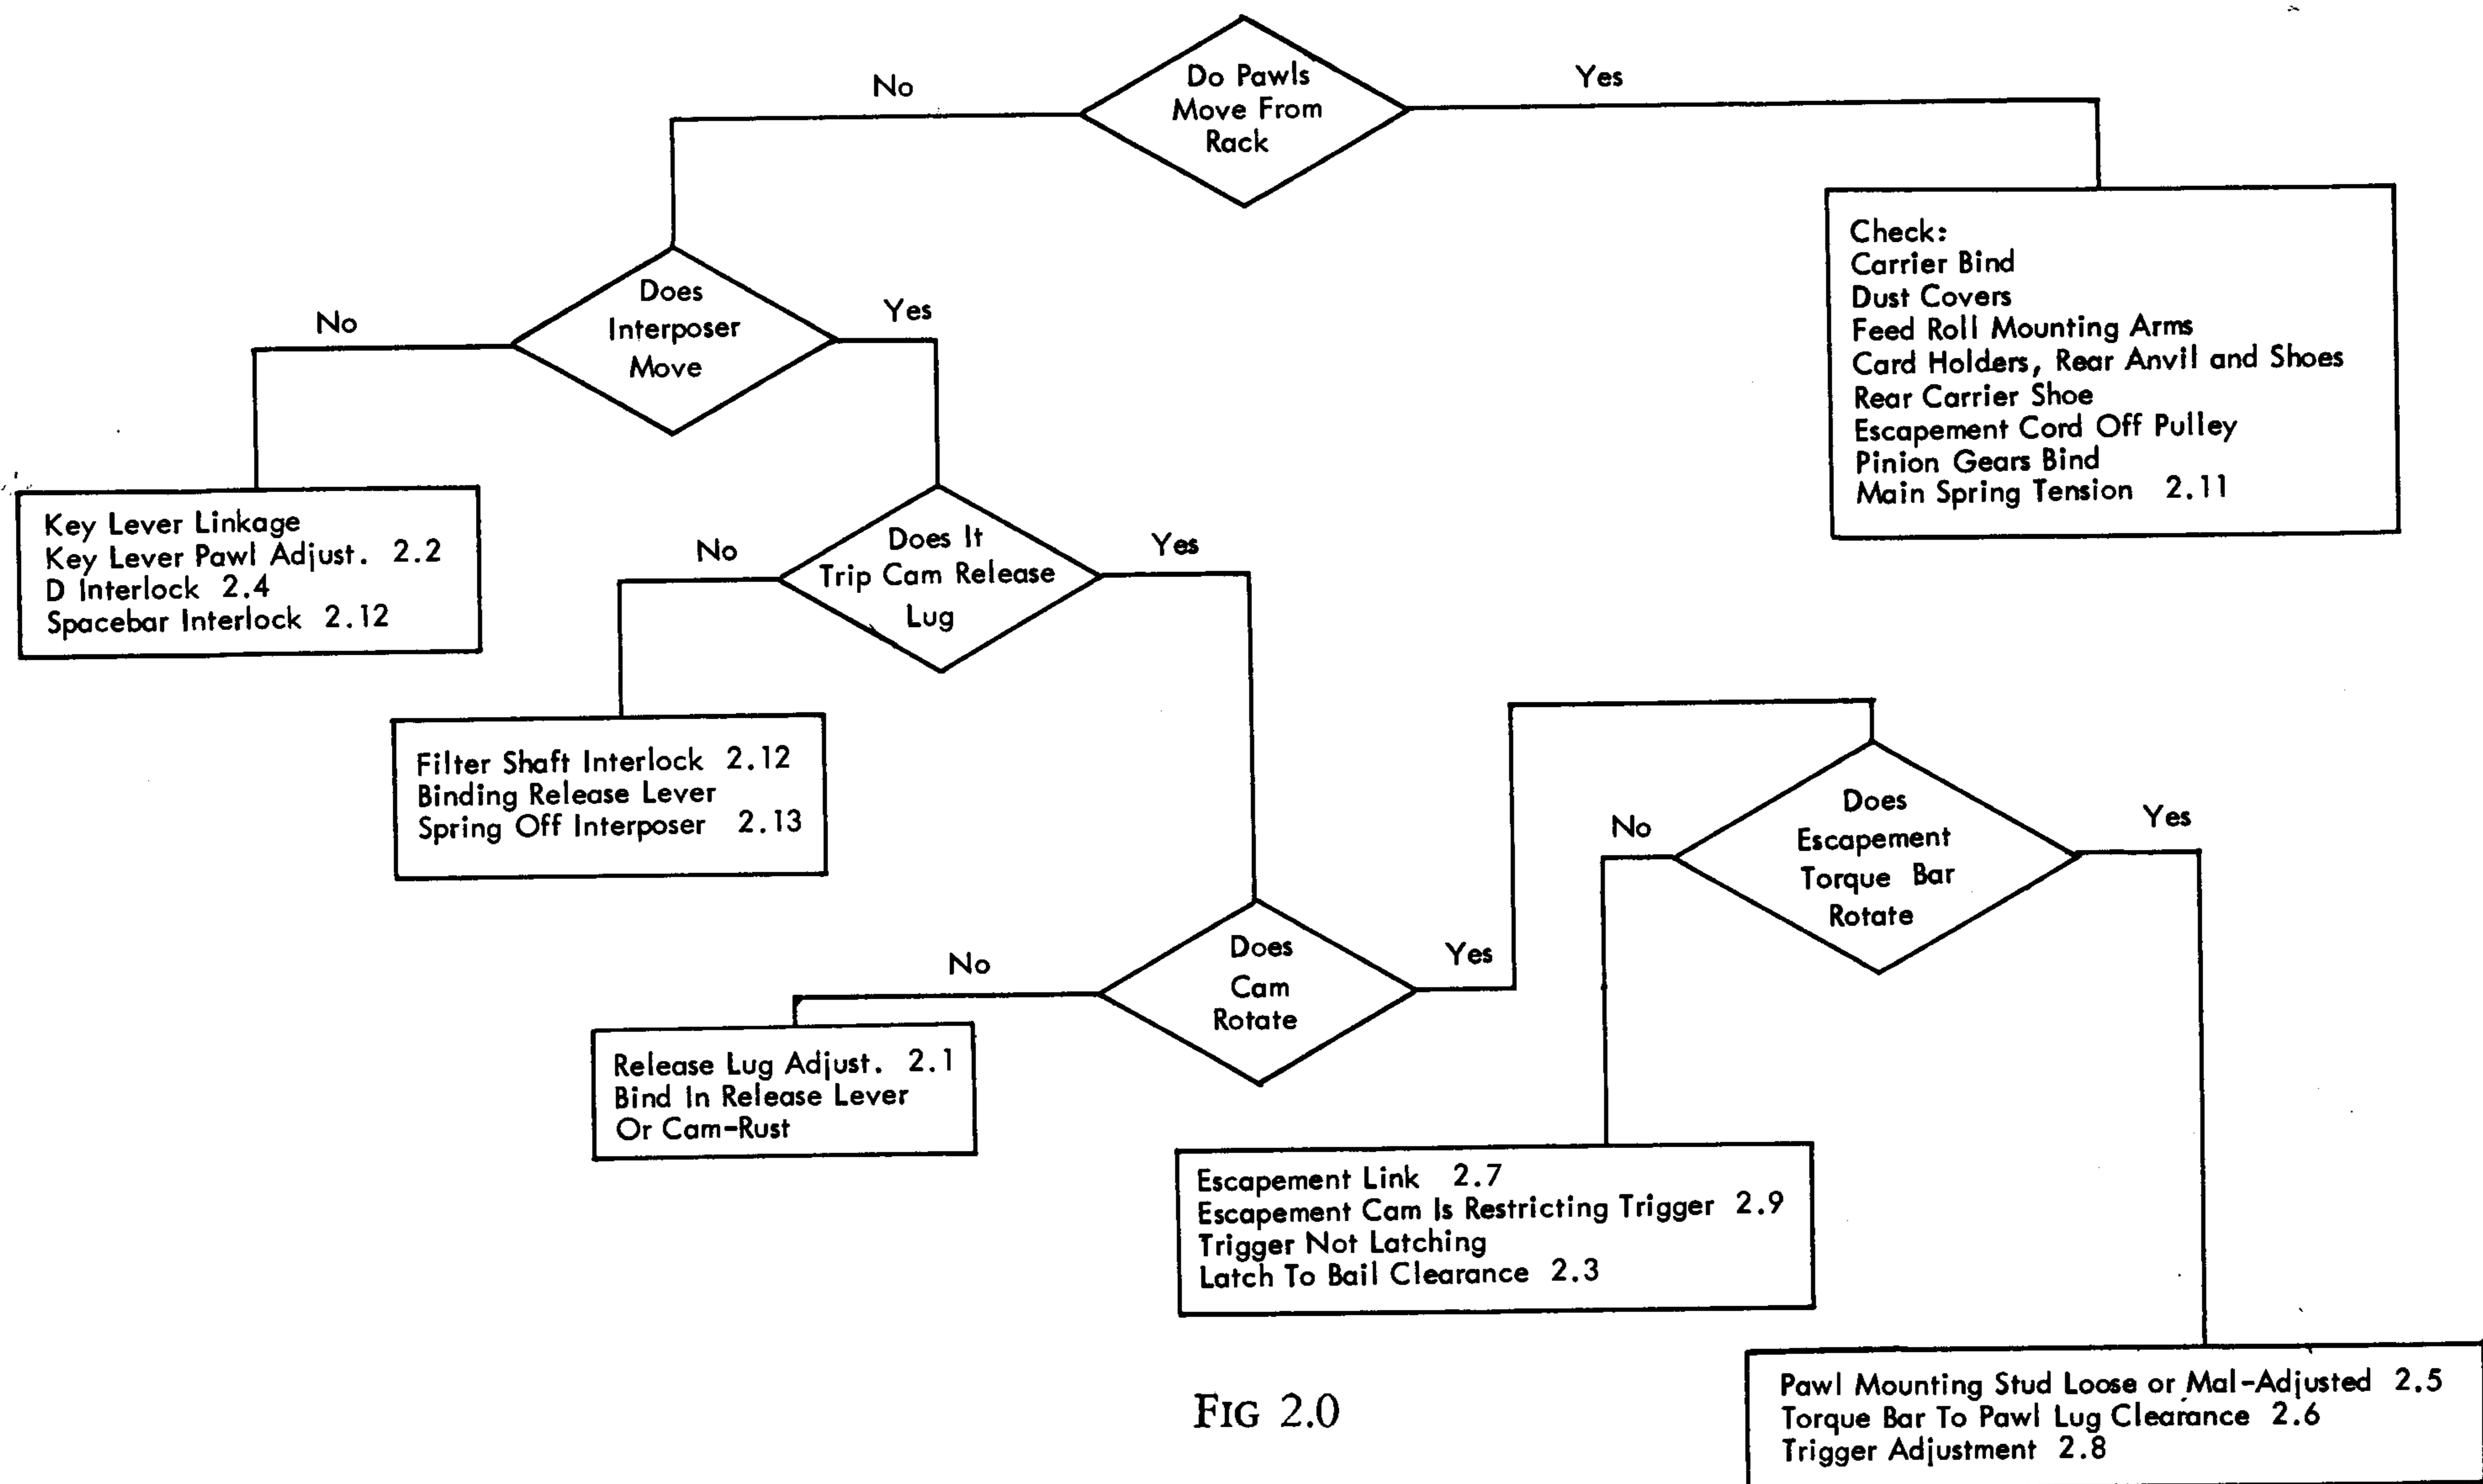 Do Pawls
Move From
Rack
No
Yes
Check:
Carrier Bind
Dust Covers
Feed Roll Mounting Arms
Card Holders, Rear Anvil and Shoes
Rear Carrier Shoe
Escapement Cord Off Pulley
Pinion Gears Bind
Main Spring Tension 2.11
Does
Interposer
Move
No
Yes
Key Lever Linkage
Key Lever Pawl Adjust. 2.2
D Interlock 2.4
Spacebar Interlock 2.12
Does It
Trip Cam Release
Lug
No
Yes
Filter Shaft Interlock 2.12
Binding Release Lever
Spring Off Interposer 2.13
Does
Cam
Rotate
No
Yes
Release Lug Adjust. 2.1
Bind In Release Lever
Or Cam-Rust
Does
Escapement
Torque Bar
Rotate
No
Yes
Escapement Link 2.7
Escapement Cam Is Restricting Trigger 2.9
Trigger Not Latching
Latch To Bail Clearance 2.3
Pawl Mounting Stud Loose or Mal-Adjusted 2.5
Torque Bar To Pawl Lug Clearance 2.6
Trigger Adjustment 2.8
FIG 2.0